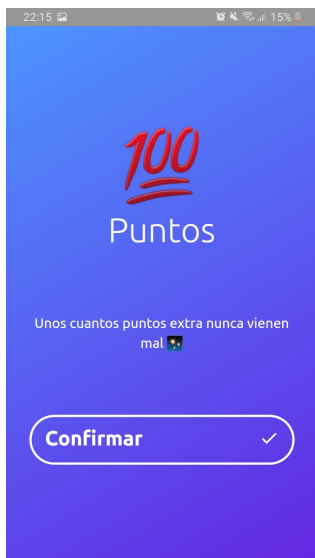 22:15 15%
100
Puntos
Unos cuantos puntos extra nunca vienen
mal
Confirmar